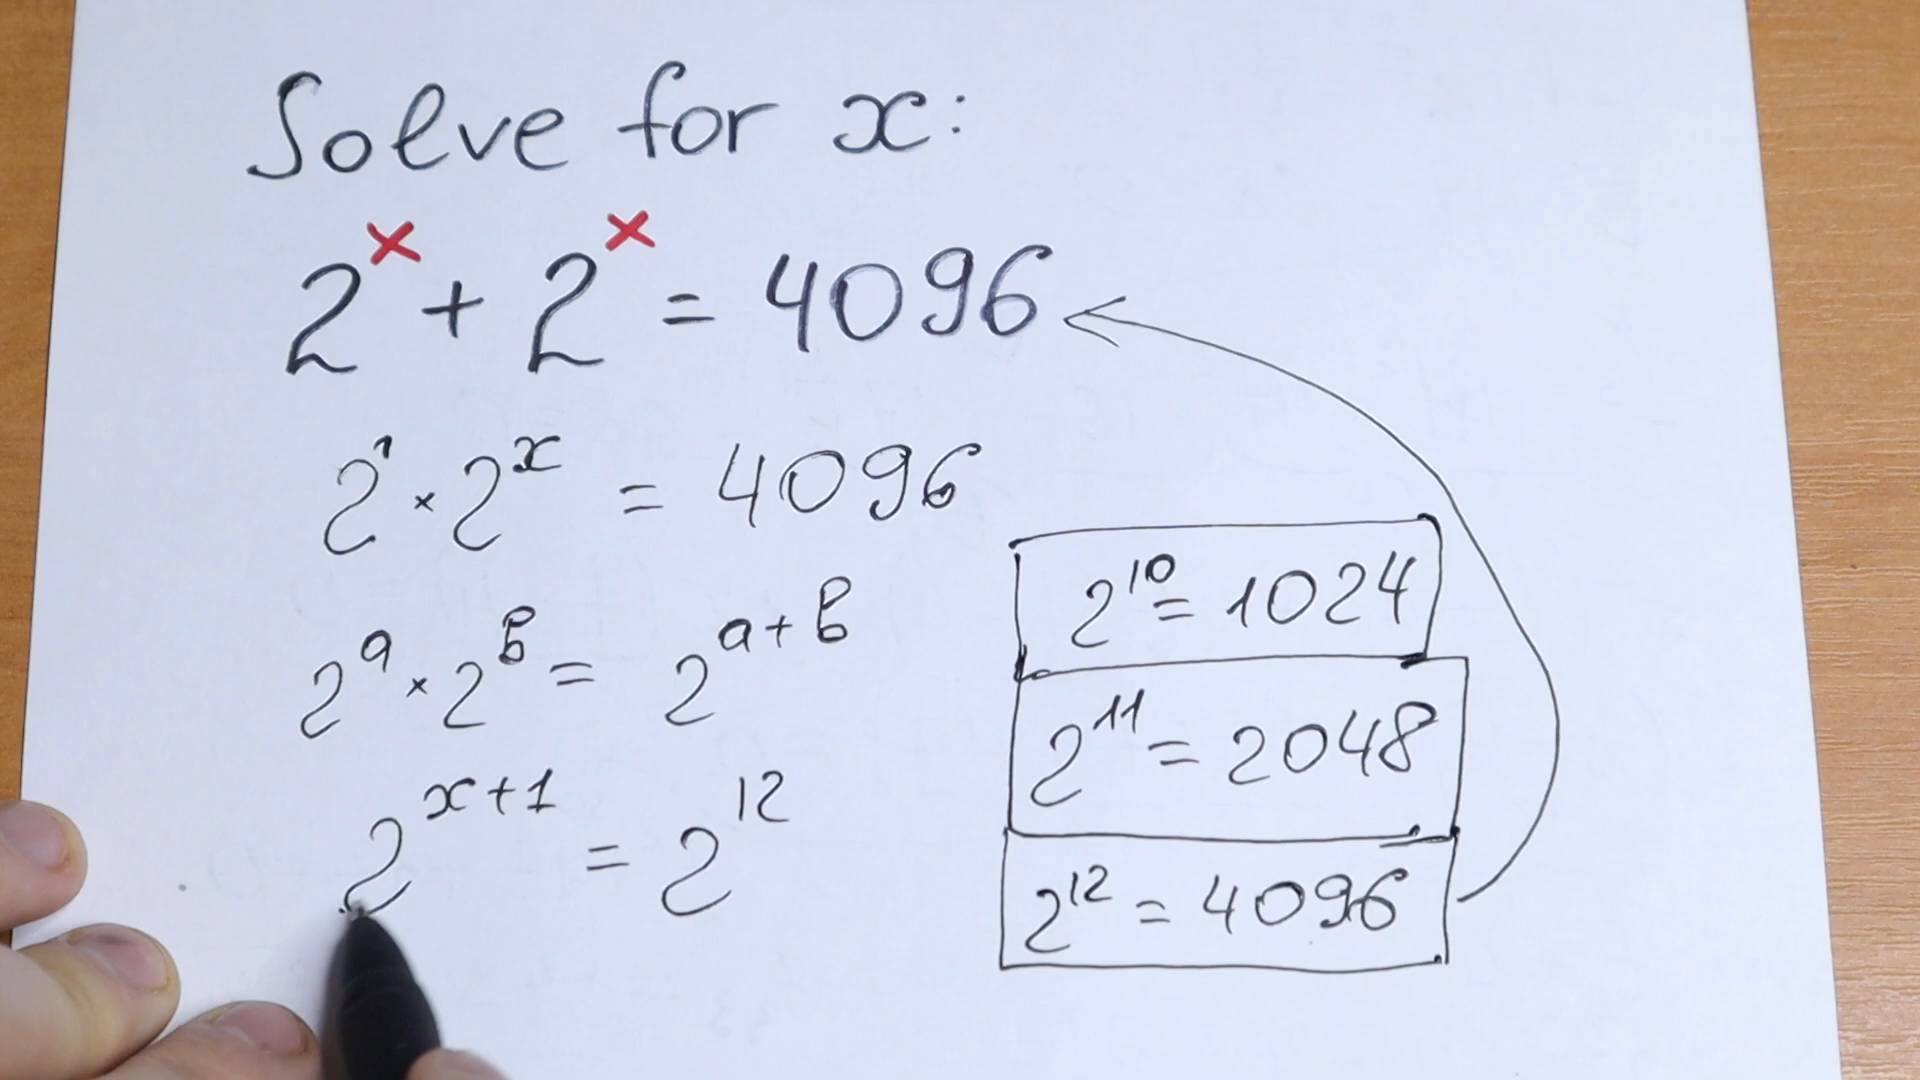 Solve for x:
2^x + 2^x = 4096
2^1 × 2^x = 4096
2^a × 2^b = 2^(a+b)
2^(x+1) = 2^12
2^10 = 1024
2^11 = 2048
2^12 = 4096